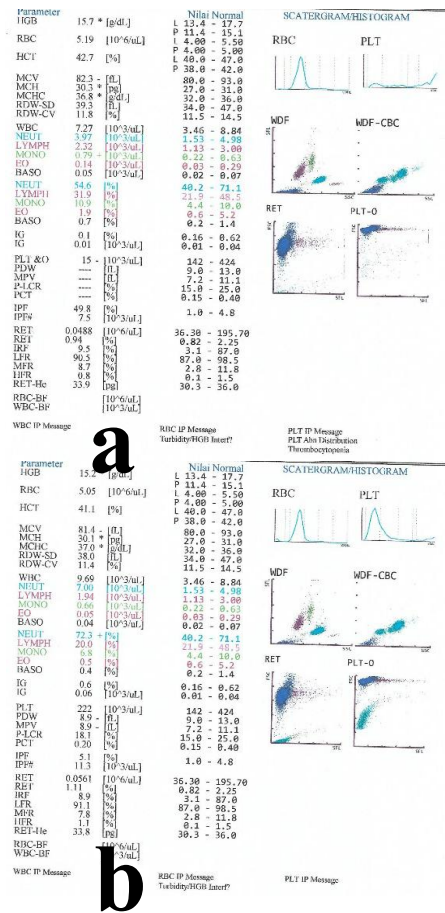 Parameter Nilai Normal SCATERGRAM/HISTOGRAM
HGB 15.7 * [g/dL] L 13.4 - 17.7
P 11.4 - 15.1 RBC PLT
RBC 5.19 [10^6/uL] L 4.00 - 5.50
P 4.00 - 5.00
HCT 42.7 [%] L 40.0 - 47.0
P 38.0 - 42.0
MCV 82.3 - [fL] 80.0 - 93.0
MCH 30.3 * [pg] 27.0 - 31.0
MCHC 36.8 * [g/dL] 32.0 - 36.0
RDW-SD 39.3 [fL] 34.0 - 47.0
RDW-CV 11.8 [%] 11.5 - 14.5
WBC 7.27 [10^3/uL] 3.46 - 8.84 WDF WDF-CBC
NEUT 3.97 [10^3/uL] 1.53 - 4.98
LYMPH 2.32 [10^3/uL] 1.13 - 3.00
MONO 0.79 + [10^3/uL] 0.22 - 0.63
EO 0.14 [10^3/uL] 0.03 - 0.29
BASO 0.05 [10^3/uL] 0.02 - 0.07
NEUT 54.6 [%] 40.2 - 71.1
LYMPH 31.9 [%] 21.9 - 48.5
MONO 10.9 [%] 4.4 - 10.0
EO 1.9 [%] 0.6 - 5.2
BASO 0.7 [%] 0.2 - 1.4
RET PLT-O
IG 0.1 [%] 0.16 - 0.62
IG 0.01 [10^3/uL] 0.01 - 0.04
PLT &O 15 - [10^3/uL] 142 - 424
PDW ---- [fL] 9.0 - 13.0
MPV ---- [fL] 7.2 - 11.1
P-LCR ---- [%] 15.0 - 25.0
PCT ---- [%] 0.15 - 0.40
IPF 49.8 [%] 1.0 - 4.8
IPF# 7.5 [10^3/uL]
RET 0.0488 [10^6/uL] 36.30 - 195.70
RET 0.94 [%] 0.82 - 2.25
IRF 9.5 [%] 3.1 - 87.0
LFR 90.5 [%] 87.0 - 98.5
MFR 8.7 [%] 2.8 - 11.8
HFR 0.8 [%] 0.1 - 1.5
RET-He 33.9 [pg] 30.3 - 36.0
RBC-BF [10^6/uL]
WBC-BF [10^3/uL]
WBC IP Message RBC IP Message PLT IP Message
Turbidity/HGB Interf? PLT Abn Distribution
Thrombocytopenia
a
Parameter Nilai Normal SCATERGRAM/HISTOGRAM
HGB 15.2 [g/dL] L 13.4 - 17.7
P 11.4 - 15.1 RBC PLT
RBC 5.05 [10^6/uL] L 4.00 - 5.50
P 4.00 - 5.00
HCT 41.1 [%] L 40.0 - 47.0
P 38.0 - 42.0
MCV 81.4 - [fL] 80.0 - 93.0
MCH 30.1 * [pg] 27.0 - 31.0
MCHC 37.0 * [g/dL] 32.0 - 36.0
RDW-SD 38.0 [fL] 34.0 - 47.0
RDW-CV 11.4 [%] 11.5 - 14.5
WBC 9.69 [10^3/uL] 3.46 - 8.84 WDF WDF-CBC
NEUT 7.00 [10^3/uL] 1.53 - 4.98
LYMPH 1.94 [10^3/uL] 1.13 - 3.00
MONO 0.66 [10^3/uL] 0.22 - 0.63
EO 0.05 [10^3/uL] 0.03 - 0.29
BASO 0.04 [10^3/uL] 0.02 - 0.07
NEUT 72.3 + [%] 40.2 - 71.1
LYMPH 20.0 [%] 21.9 - 48.5
MONO 6.8 [%] 4.4 - 10.0
EO 0.5 [%] 0.6 - 5.2
BASO 0.4 [%] 0.2 - 1.4
RET PLT-O
IG 0.6 [%] 0.16 - 0.62
IG 0.06 [10^3/uL] 0.01 - 0.04
PLT 222 [10^3/uL] 142 - 424
PDW 8.9 - [fL] 9.0 - 13.0
MPV 8.9 - [fL] 7.2 - 11.1
P-LCR 18.1 [%] 15.0 - 25.0
PCT 0.20 [%] 0.15 - 0.40
IPF 5.1 [%] 1.0 - 4.8
IPF# 11.3 [10^3/uL]
RET 0.0561 [10^6/uL] 36.30 - 195.70
RET 1.11 [%] 0.82 - 2.25
IRF 8.9 [%] 3.1 - 87.0
LFR 91.1 [%] 87.0 - 98.5
MFR 7.8 [%] 2.8 - 11.8
HFR 1.1 [%] 0.1 - 1.5
RET-He 33.8 [pg] 30.3 - 36.0
RBC-BF [10^6/uL]
WBC-BF ^3/uL]
WBC IP Message RBC IP Message PLT IP Message
Turbidity/HGB Interf?
b